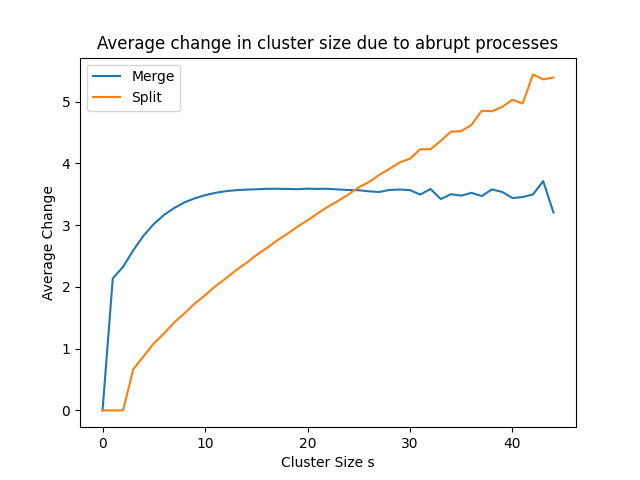 Average change in cluster size due to abrupt processes
Merge
Split
Average Change
5
4
3
2
1
0
0 10 20 30 40
Cluster Size s